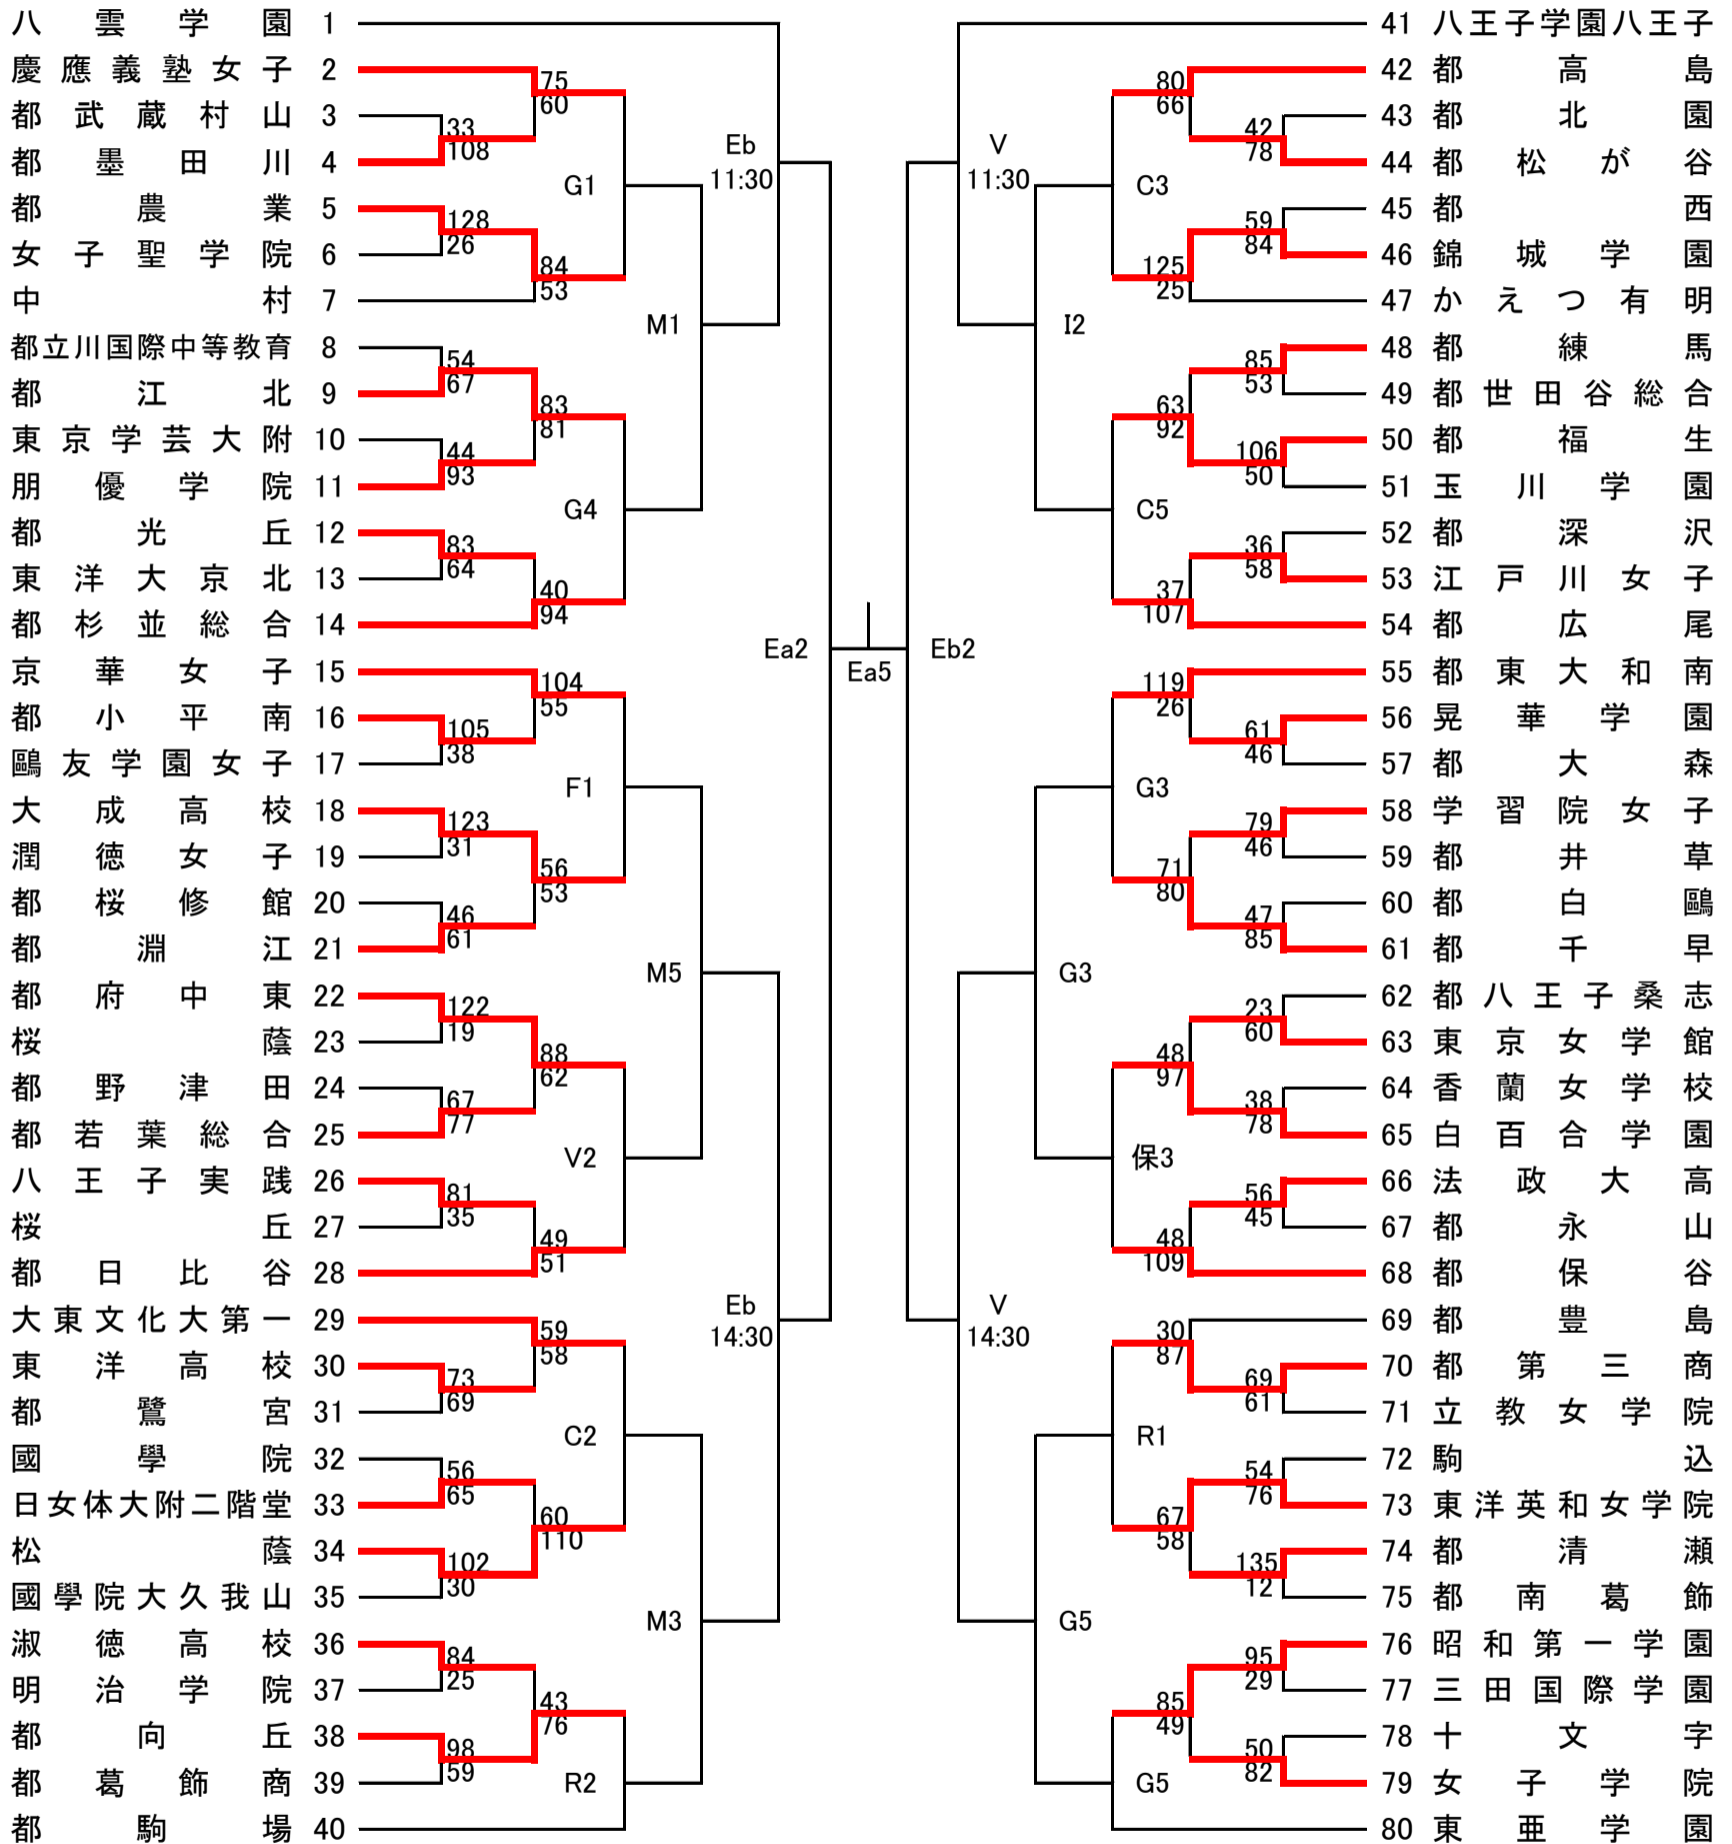 八雲学園 1
慶應義塾女子 2
75
60
都武蔵村山 3
33
108
都墨田川 4
G1
都農業 5
128
26
女子聖学院 6
84
53
中村 7
M1
都立川国際中等教育 8
54
67
都江北 9
83
81
東京学芸大附 10
44
93
朋優学院 11
G4
都光丘 12
83
64
東洋大京北 13
40
94
都杉並総合 14
Eb
11:30
京華女子 15
104
55
都小平南 16
105
38
鷗友学園女子 17
F1
大成高校 18
123
31
潤徳女子 19
56
53
都桜修館 20
46
61
都淵江 21
M5
都府中東 22
122
19
桜蔭 23
88
62
都野津田 24
67
77
都若葉総合 25
V2
八王子実践 26
81
35
桜丘 27
49
51
都日比谷 28
Eb
14:30
大東文化大第一 29
59
58
東洋高校 30
73
69
都鷺宮 31
C2
國學院 32
56
65
日女体大附二階堂 33
60
110
松蔭 34
102
30
國學院大久我山 35
M3
淑徳高校 36
84
25
明治学院 37
43
76
都向丘 38
98
59
都葛飾商 39
R2
都駒場 40
Ea2
Ea5
Eb2
41 八王子学園八王子
42 都高島
80
66
43 都北園
42
78
44 都松が谷
V
11:30
C3
45 都西
59
84
46 錦城学園
125
25
47 かえつ有明
I2
48 都練馬
85
53
49 都世田谷総合
63
92
50 都福生
106
50
51 玉川学園
C5
52 都深沢
36
58
53 江戸川女子
37
107
54 都広尾
55 都東大和南
119
26
56 晃華学園
61
46
57 都大森
G3
58 学習院女子
79
46
59 都井草
71
80
60 都白鷗
47
85
61 都千早
G3
62 都八王子桑志
23
60
63 東京女学館
48
97
64 香蘭女学校
38
78
65 白百合学園
保3
66 法政大高
56
45
67 都永山
48
109
68 都保谷
V
14:30
69 都豊島
30
87
70 都第三商
69
61
71 立教女学院
R1
72 駒込
54
76
73 東洋英和女学院
67
58
74 都清瀬
135
12
75 都南葛飾
G5
76 昭和第一学園
95
29
77 三田国際学園
85
49
78 十文字
50
82
79 女子学院
G5
80 東亜学園